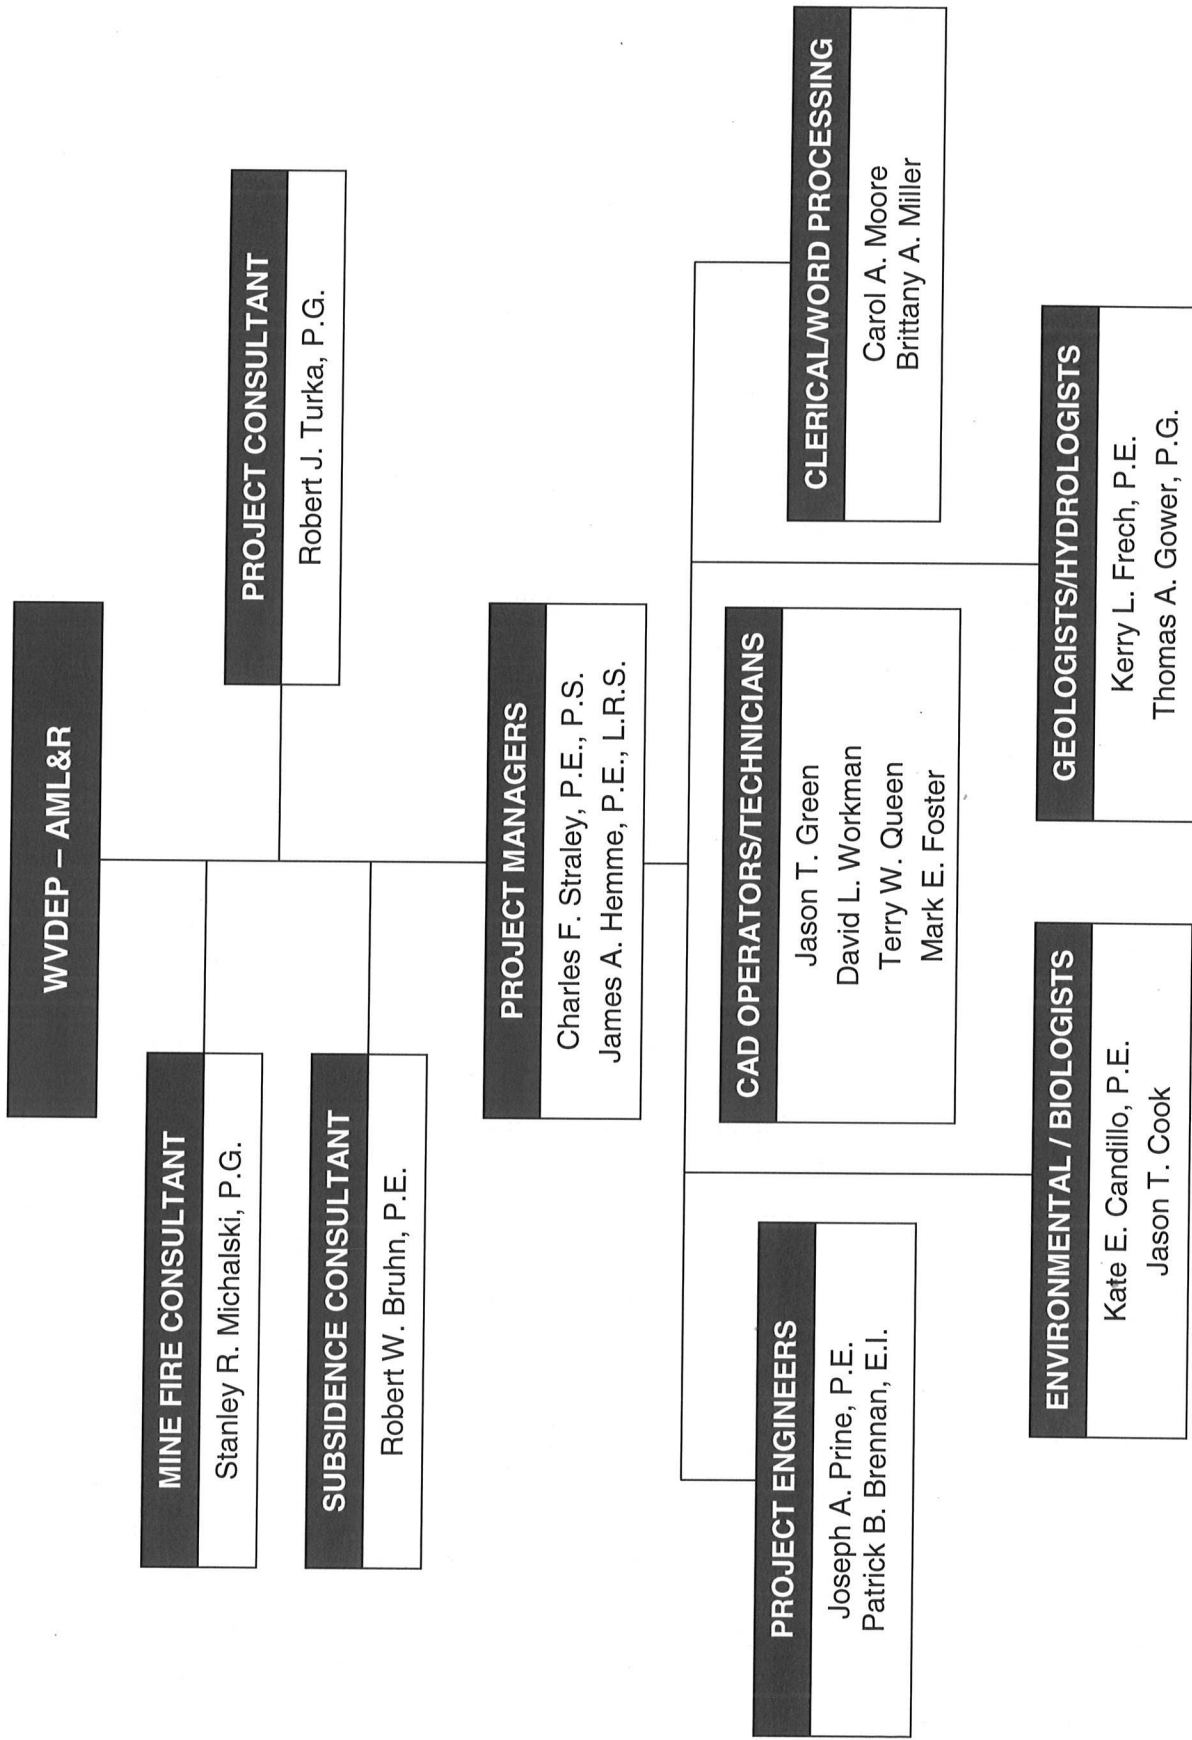 WVDEP – AML&R
MINE FIRE CONSULTANT
Stanley R. Michalski, P.G.
PROJECT CONSULTANT
Robert J. Turka, P.G.
SUBSIDENCE CONSULTANT
Robert W. Bruhn, P.E.
PROJECT MANAGERS
Charles F. Straley, P.E., P.S.
James A. Hemme, P.E., L.R.S.
PROJECT ENGINEERS
Joseph A. Prine, P.E.
Patrick B. Brennan, E.I.
CAD OPERATORS/TECHNICIANS
Jason T. Green
David L. Workman
Terry W. Queen
Mark E. Foster
CLERICAL/WORD PROCESSING
Carol A. Moore
Brittany A. Miller
ENVIRONMENTAL / BIOLOGISTS
Kate E. Candillo, P.E.
Jason T. Cook
GEOLOGISTS/HYDROLOGISTS
Kerry L. Frech, P.E.
Thomas A. Gower, P.G.